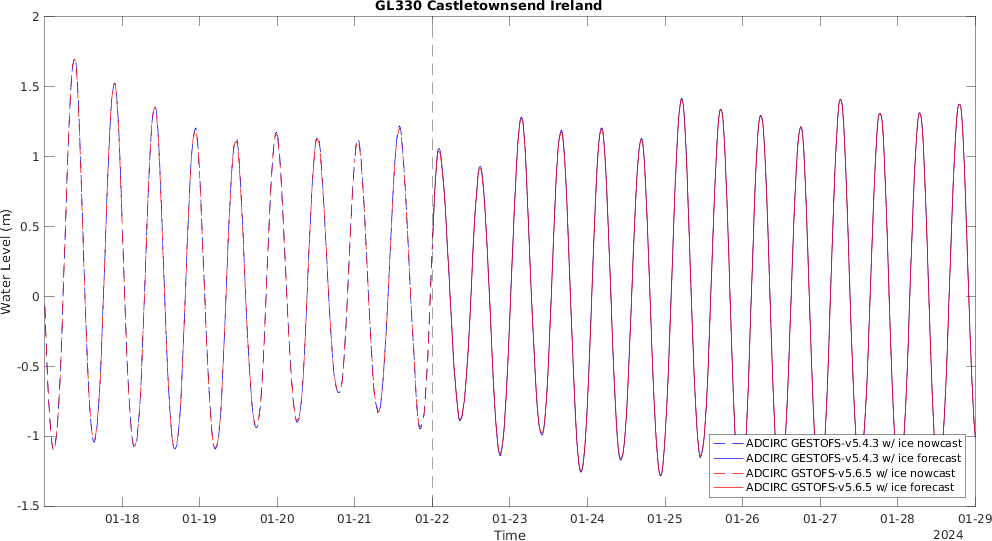 GL330 Castletownsend Ireland
2
1.5
1
0.5
0
-0.5
-1
-1.5
Water Level (m)
ADCIRC GESTOFS-v5.4.3 w/ ice nowcast
ADCIRC GESTOFS-v5.4.3 w/ ice forecast
ADCIRC GSTOFS-v5.6.5 w/ ice nowcast
ADCIRC GSTOFS-v5.6.5 w/ ice forecast
01-18 01-19 01-20 01-21 01-22 01-23 01-24 01-25 01-26 01-27 01-28 01-29
Time
2024